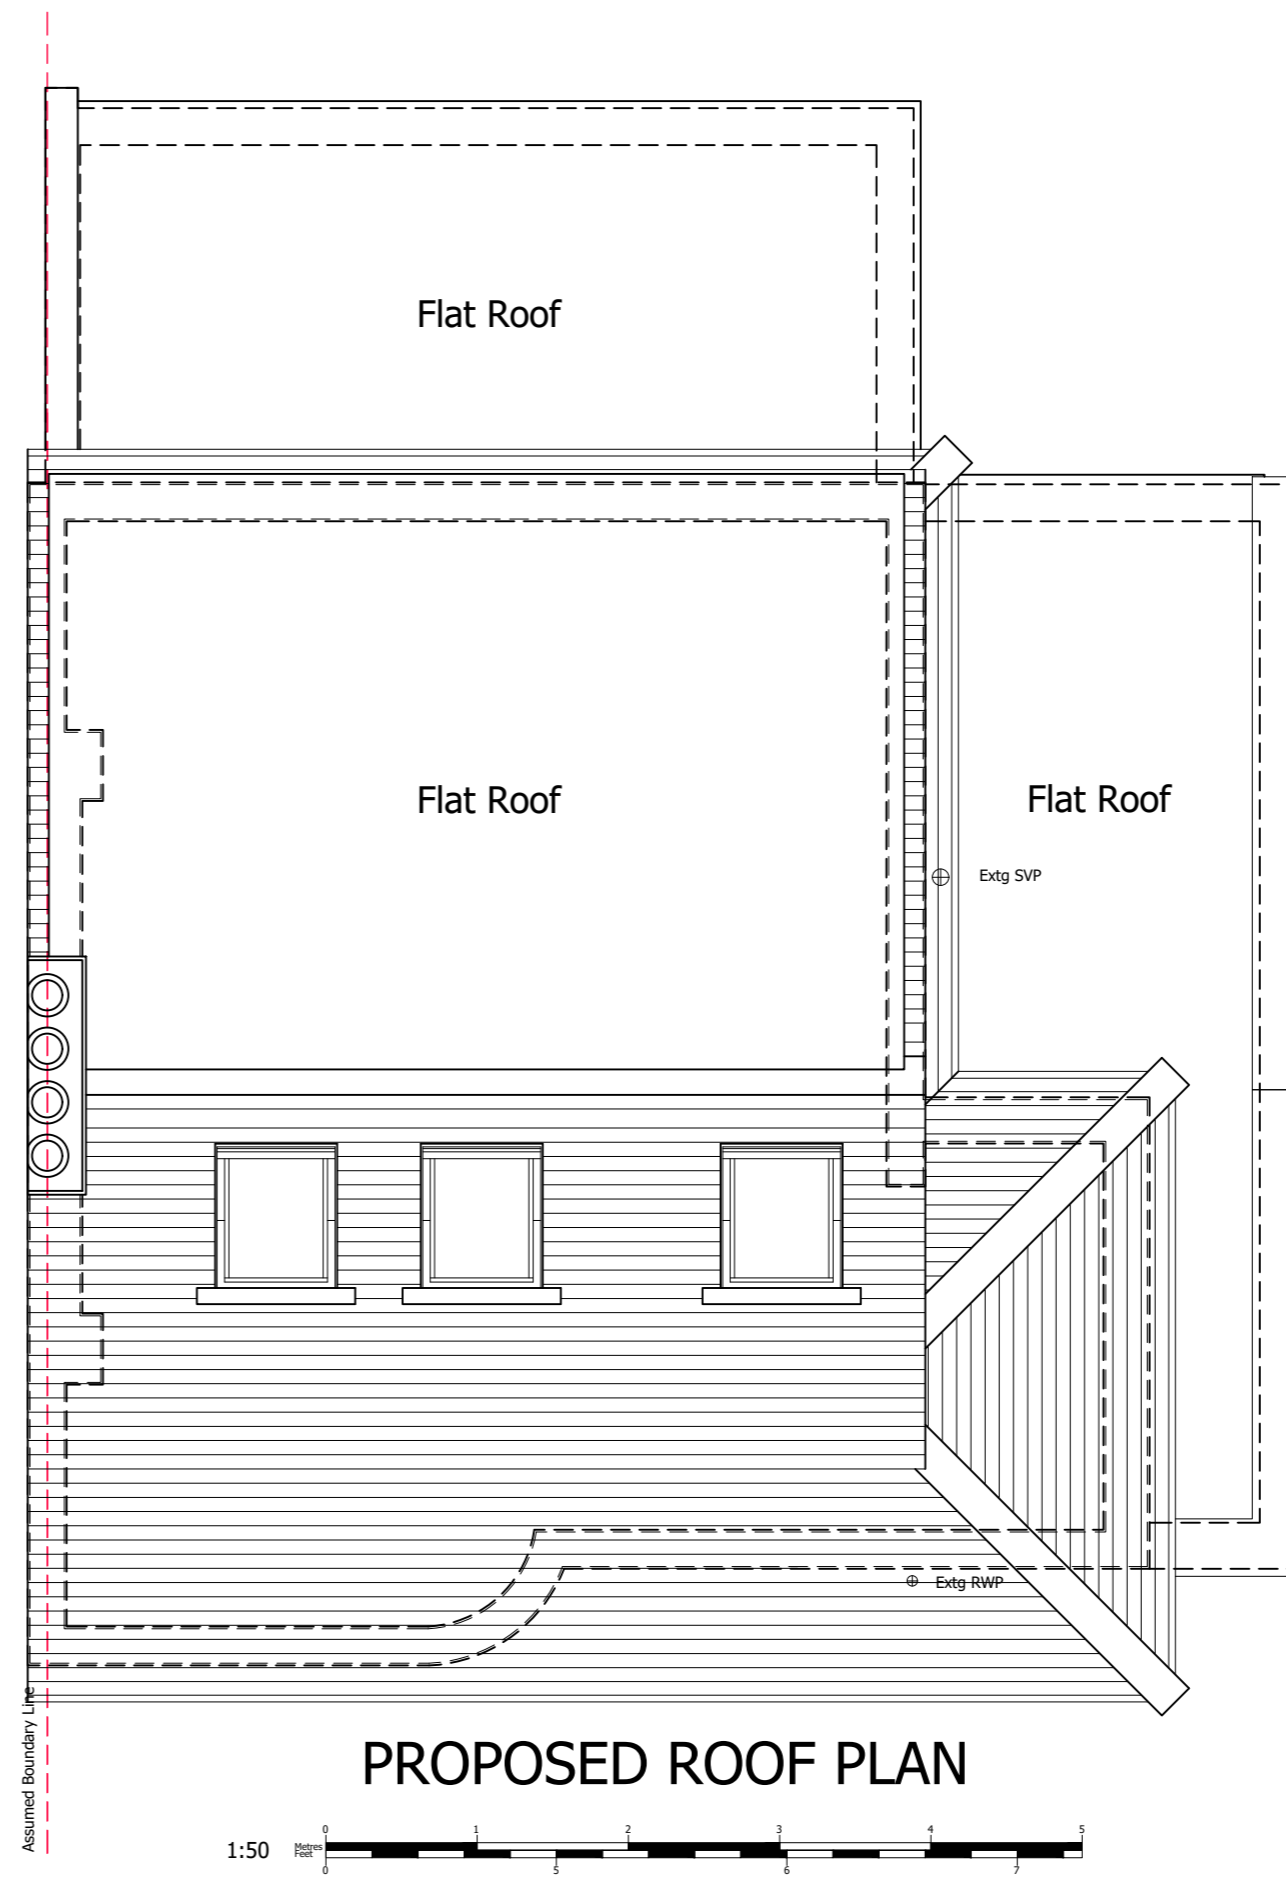 Flat Roof
Flat Roof
Flat Roof
Extg SVP
Extg RWP
Assumed Boundary Line
PROPOSED ROOF PLAN
1:50
Metres
Feet
0 1 2 3 4 5
0 5 6 7